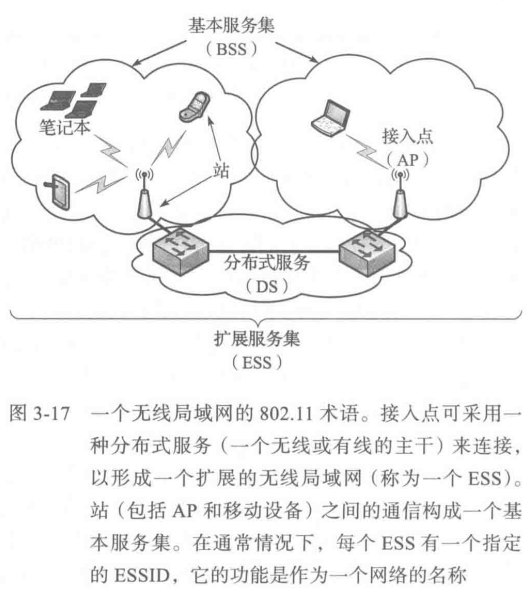 基本服务集
（BSS）
笔记本
站
接入点
（AP）
分布式服务
（DS）
扩展服务集
（ESS）
图 3-17 一个无线局域网的 802.11 术语。接入点可采用一
种分布式服务（一个无线或有线的主干）来连接，
以形成一个扩展的无线局域网（称为一个 ESS）。
站（包括 AP 和移动设备）之间的通信构成一个基
本服务集。在通常情况下，每个 ESS 有一个指定
的 ESSID，它的功能是作为一个网络的名称